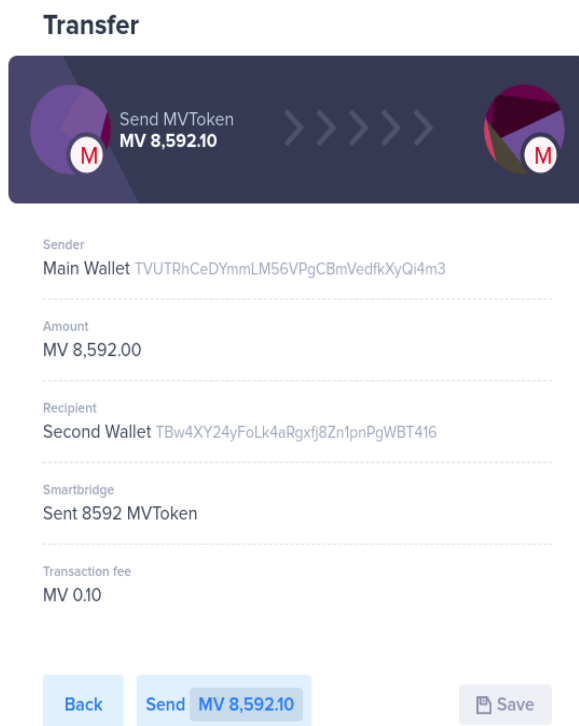 Transfer
Send MVToken
MV 8,592.10
M
M
Sender
Main Wallet TVUTRhCeDYmmLM56VPgCBmVedfkXyQi4m3
Amount
MV 8,592.00
Recipient
Second Wallet TBw4XY24yFoLk4aRgxfj8Zn1pnPgWBT416
Smartbridge
Sent 8592 MVToken
Transaction fee
MV 0.10
Back Send MV 8,592.10 Save